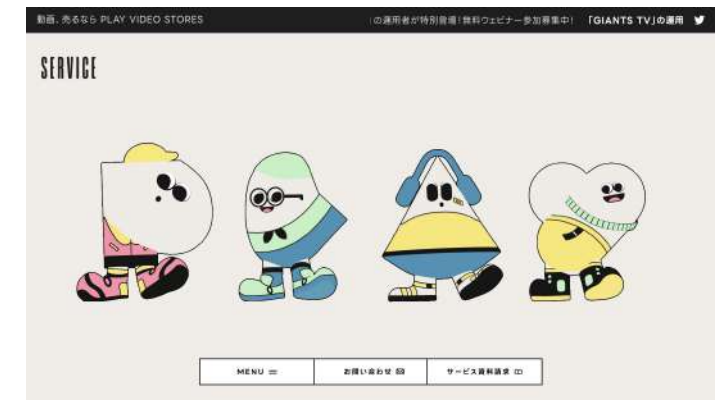 動画、売るなら PLAY VIDEO STORES
の運用者が特別登壇!無料ウェビナー参加募集中! 「GIANTS TV」の運用
SERVICE
MENU
お問い合わせ
サービス資料請求